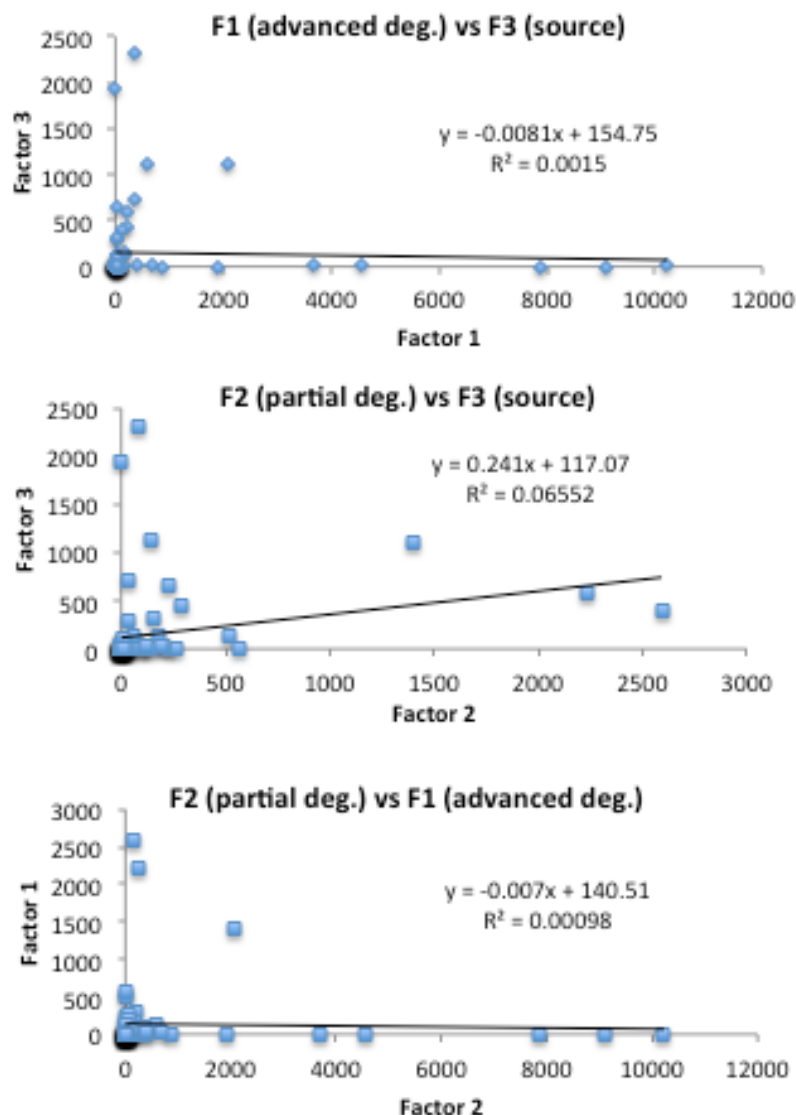 F1 (advanced deg.) vs F3 (source)
2500
2000
1500
1000
500
0
Factor 3
y = -0.0081x + 154.75
R² = 0.0015
0 2000 4000 6000 8000 10000 12000
Factor 1
F2 (partial deg.) vs F3 (source)
2500
2000
1500
1000
500
0
Factor 3
y = 0.241x + 117.07
R² = 0.06552
0 500 1000 1500 2000 2500 3000
Factor 2
F2 (partial deg.) vs F1 (advanced deg.)
3000
2500
2000
1500
1000
500
0
Factor 1
y = -0.007x + 140.51
R² = 0.00098
0 2000 4000 6000 8000 10000 12000
Factor 2